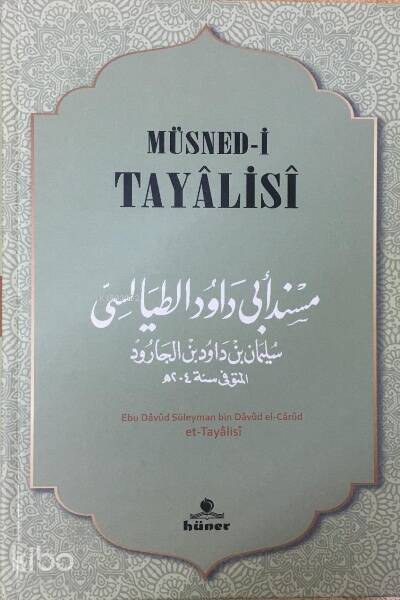 MÜSNED-İ
TAYÂLİSÎ
مسند أبي داود الطيالسي
سليمان بن داود بن الجارود
المتوفى سنة ٢٠٤هـ
Ebu Dâvûd Süleyman bin Dâvûd el-Cârûd
et-Tayâlisî
hüner
kibo